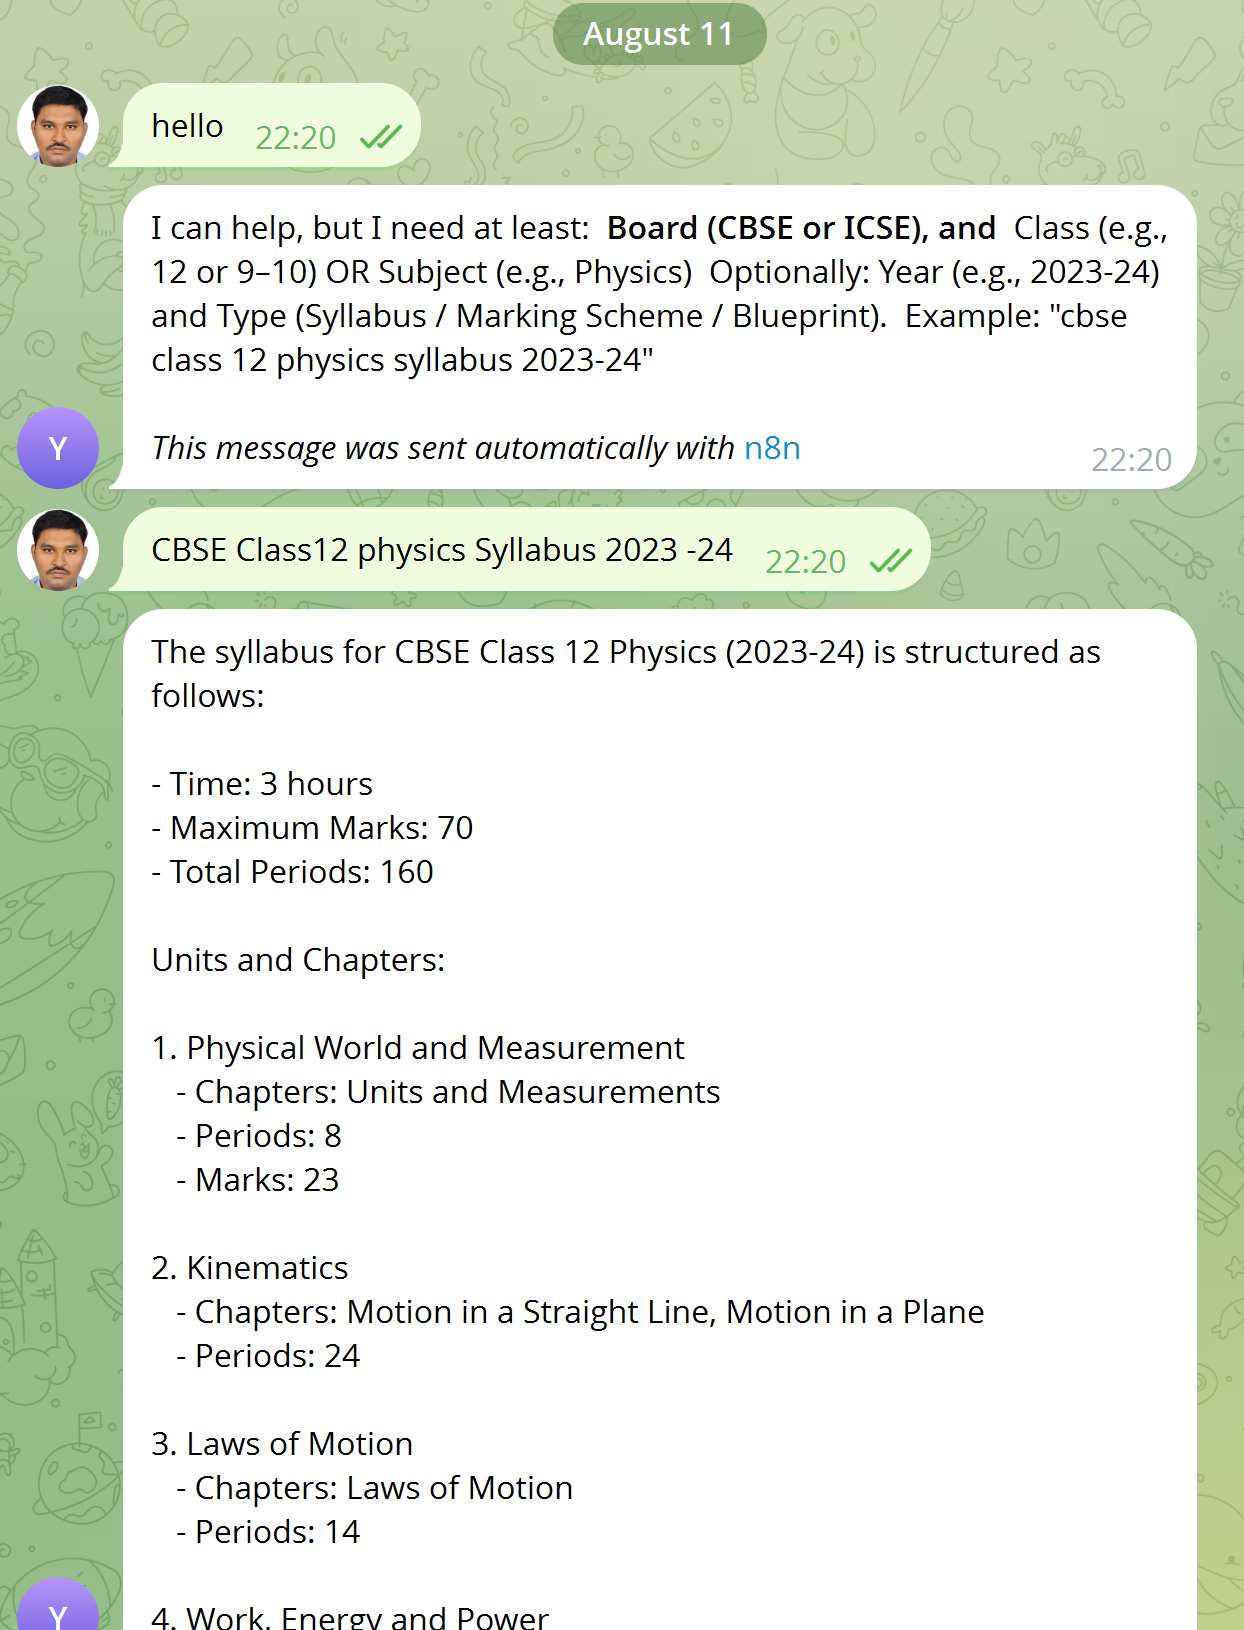 August 11
hello 22:20
I can help, but I need at least:  Board (CBSE or ICSE), and  Class (e.g.,
12 or 9–10) OR Subject (e.g., Physics)  Optionally: Year (e.g., 2023-24)
and Type (Syllabus / Marking Scheme / Blueprint).  Example: "cbse
class 12 physics syllabus 2023-24"
Y
This message was sent automatically with n8n
22:20
CBSE Class12 physics Syllabus 2023 -24 22:20
The syllabus for CBSE Class 12 Physics (2023-24) is structured as
follows:
- Time: 3 hours
- Maximum Marks: 70
- Total Periods: 160
Units and Chapters:
1. Physical World and Measurement
- Chapters: Units and Measurements
- Periods: 8
- Marks: 23
2. Kinematics
- Chapters: Motion in a Straight Line, Motion in a Plane
- Periods: 24
3. Laws of Motion
- Chapters: Laws of Motion
- Periods: 14
Y
4. Work, Energy and Power